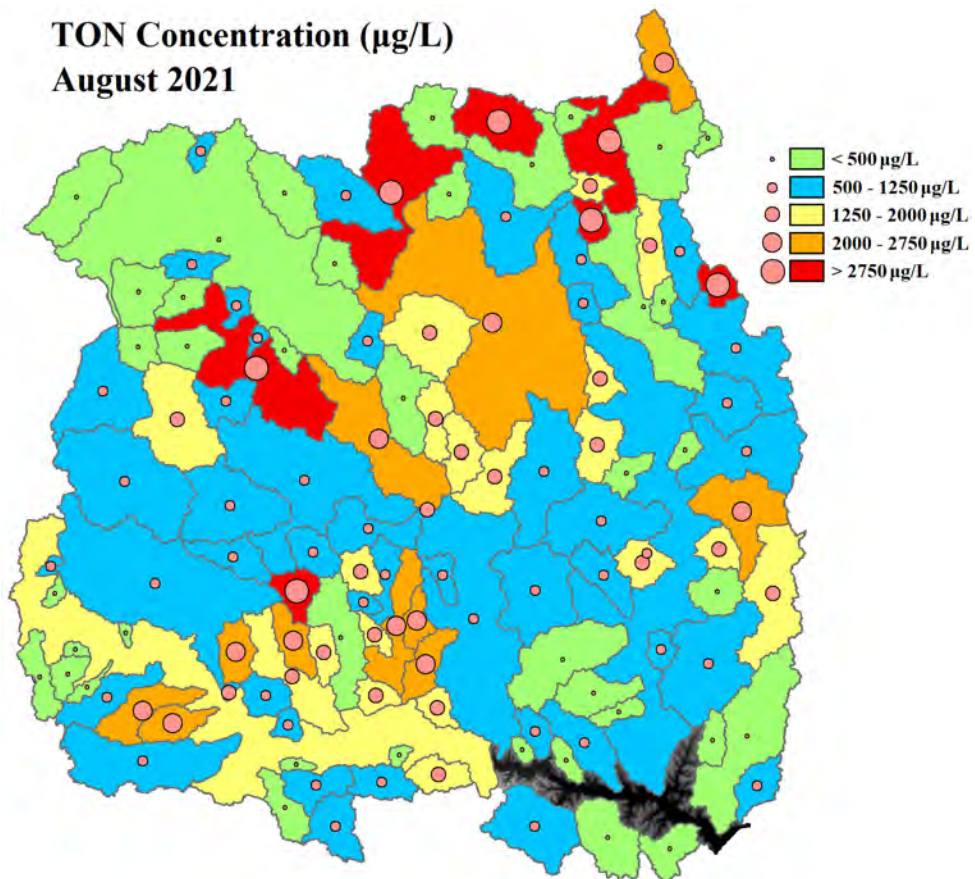 TON Concentration (µg/L)
August 2021
< 500 µg/L
500 - 1250 µg/L
1250 - 2000 µg/L
2000 - 2750 µg/L
> 2750 µg/L